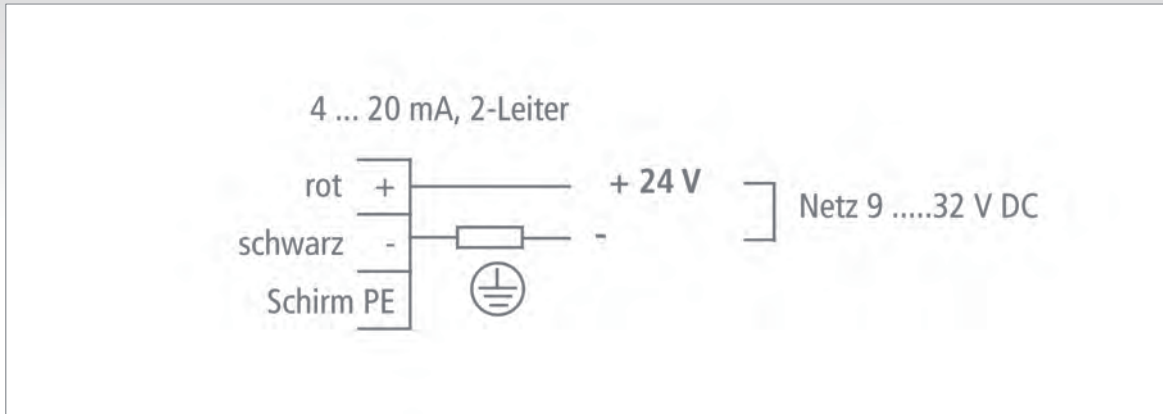 4 ... 20 mA, 2-Leiter
rot + + 24 V
Netz 9 .....32 V DC
schwarz - -
Schirm PE